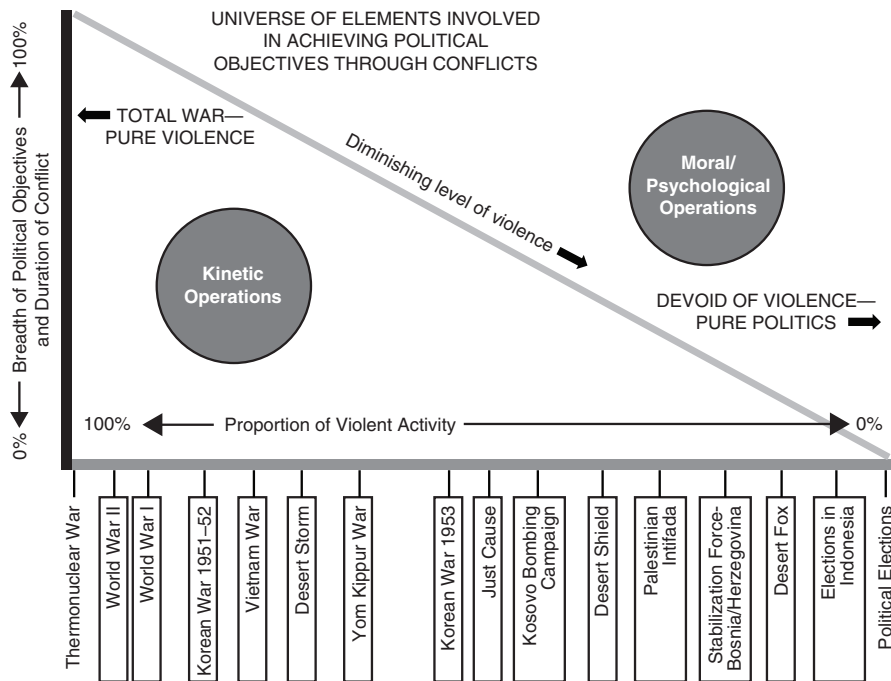 UNIVERSE OF ELEMENTS INVOLVED
IN ACHIEVING POLITICAL
OBJECTIVES THROUGH CONFLICTS
0% Breadth of Political Objectives 100%
and Duration of Conflict
TOTAL WAR—
PURE VIOLENCE
Diminishing level of violence
Moral/
Psychological
Operations
Kinetic
Operations
DEVOID OF VIOLENCE—
PURE POLITICS
100% Proportion of Violent Activity 0%
Thermonuclear War
World War II
World War I
Korean War 1951–52
Vietnam War
Desert Storm
Yom Kippur War
Korean War 1953
Just Cause
Kosovo Bombing
Campaign
Desert Shield
Palestinian
Intifada
Stabilization Force-
Bosnia/Herzegovina
Desert Fox
Elections in
Indonesia
Political Elections